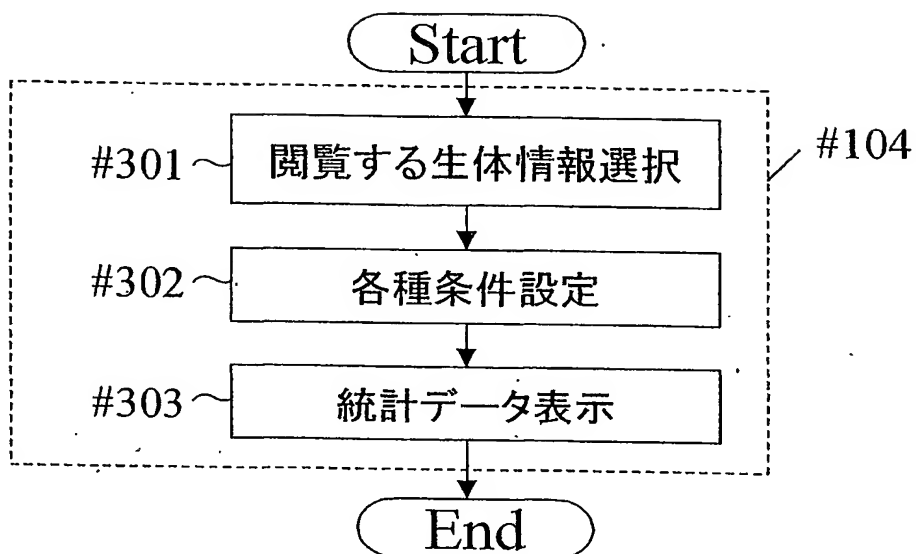 Start
#301 閲覧する生体情報選択
#104
#302 各種条件設定
#303 統計データ表示
End